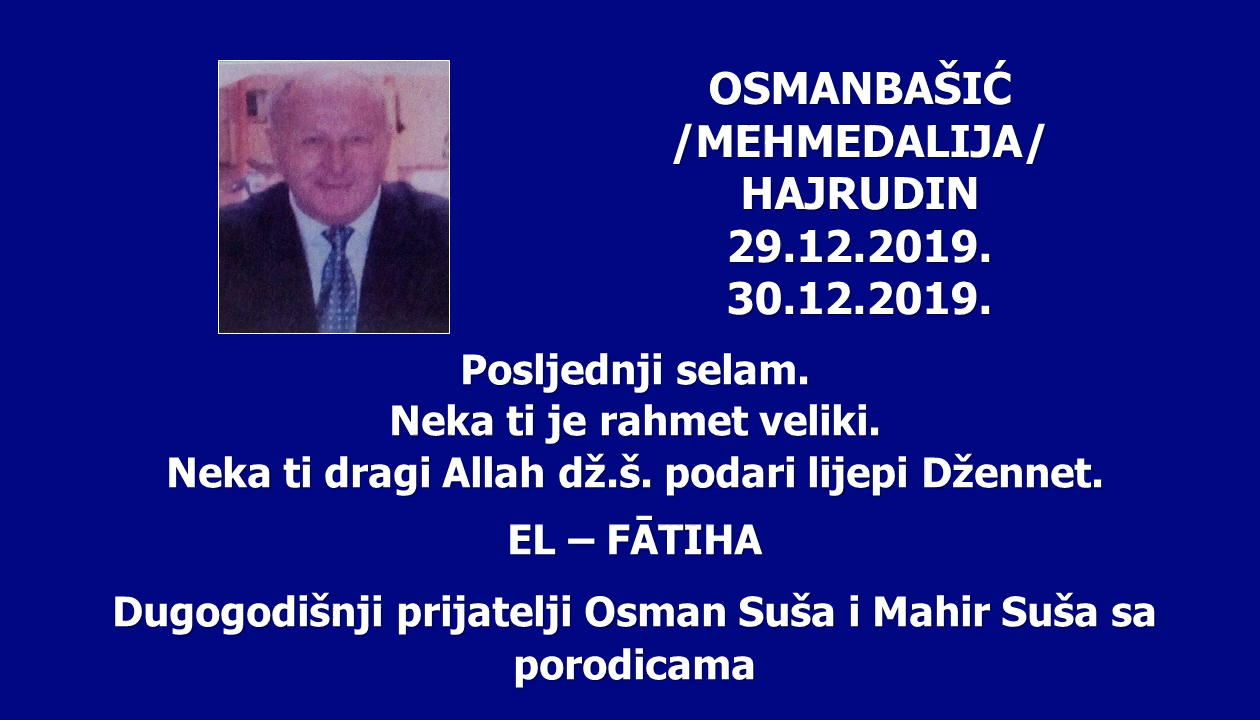 OSMANBAŠIĆ
/MEHMEDALIJA/
HAJRUDIN
29.12.2019.
30.12.2019.
Posljednji selam.
Neka ti je rahmet veliki.
Neka ti dragi Allah dž.š. podari lijepi Džennet.
EL – FĀTIHA
Dugogodišnji prijatelji Osman Suša i Mahir Suša sa
porodicama